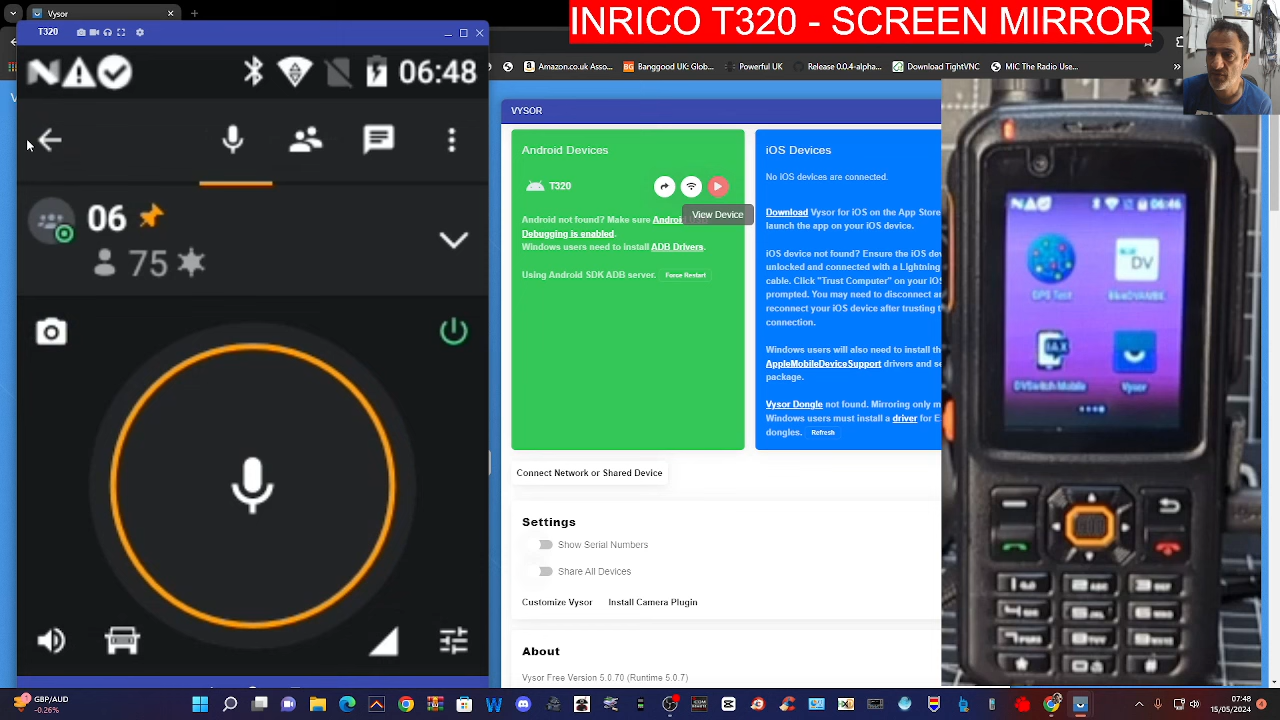 INRICO T320 - SCREEN MIRROR
T320
Vysor
Amazon.co.uk Asso...
Banggood UK: Glob...
Powerful UK
Release 0.0.4-alpha...
Download TightVNC
MIC The Radio Use...
»
06:48
06
75
VYSOR
Android Devices
T320
View Device
Android not found? Make sure Androi
Debugging is enabled.
Windows users need to install ADB Drivers.
Using Android SDK ADB server. Force Restart
iOS Devices
No iOS devices are connected.
Download Vysor for iOS on the App Store
launch the app on your iOS device.
iOS device not found? Ensure the iOS dev
unlocked and connected with a Lightning
cable. Click "Trust Computer" on your iO
prompted. You may need to disconnect an
reconnect your iOS device after trusting t
connection.
Windows users will also need to install th
AppleMobileDeviceSupport drivers and se
package.
Vysor Dongle not found. Mirroring only m
Windows users must install a driver for E
dongles. Refresh
Connect Network or Shared Device
Settings
Show Serial Numbers
Share All Devices
Customize Vysor Install Camera Plugin
About
Vysor Free Version 5.0.70 (Runtime 5.0.7)
06:46
GPS Test
DV
DVSwitch Mobile
IAX
Vysor
GBP/AUD
+0.26%
07:48
15/05/2024